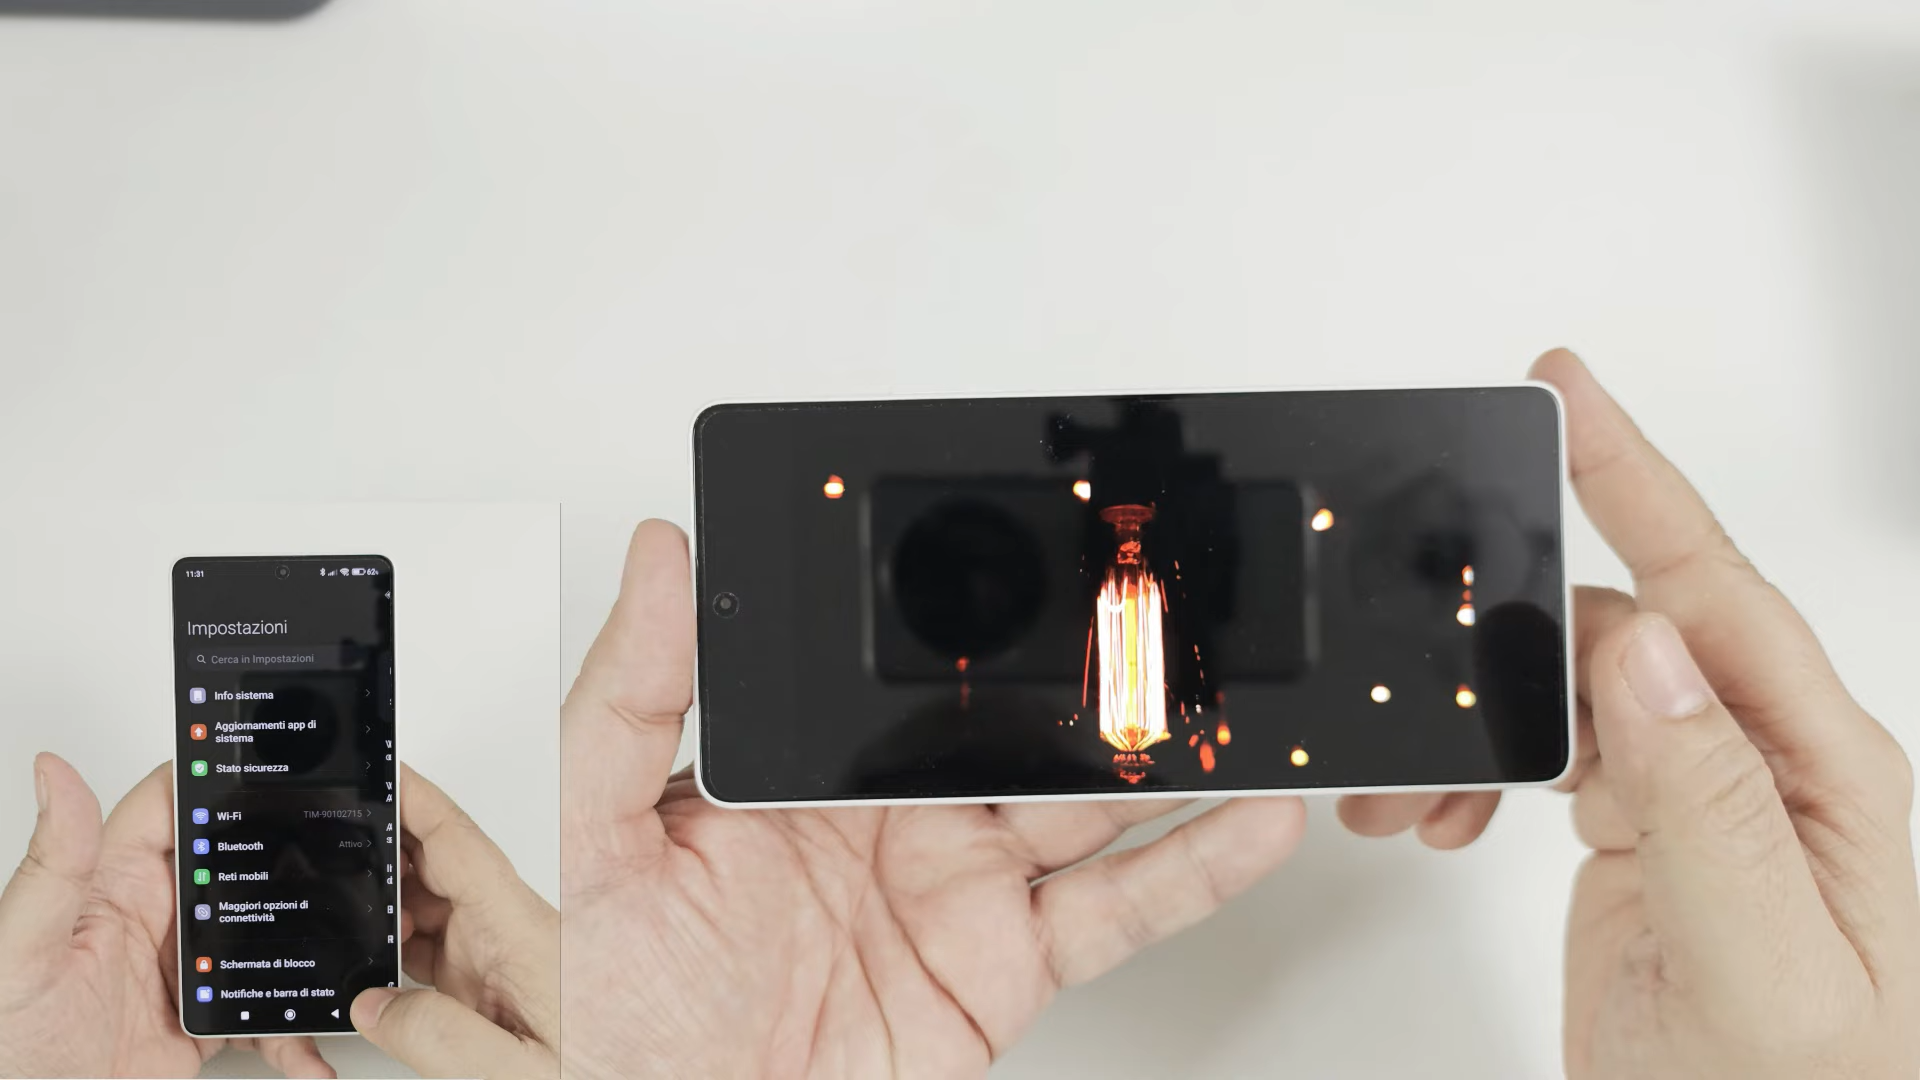 11:31
62%
Impostazioni
Cerca in Impostazioni
Info sistema
Aggiornamenti app di
sistema
Stato sicurezza
Wi-Fi
TIM-90102715
Bluetooth
Attivo
Reti mobili
Maggiori opzioni di
connettività
Schermata di blocco
Notifiche e barra di stato